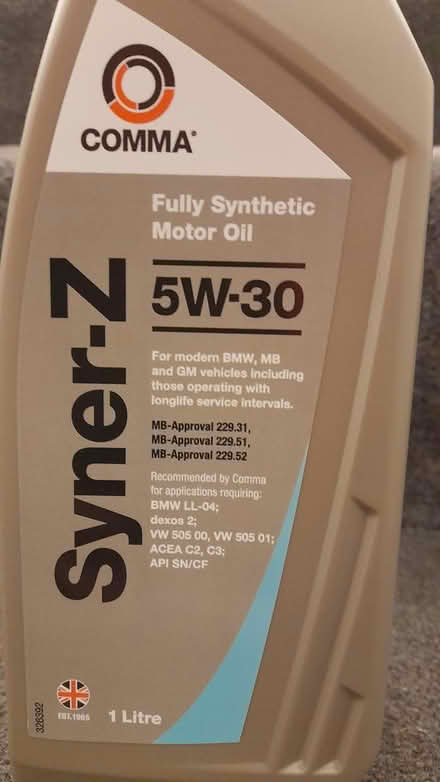 COMMA®
Fully Synthetic
Motor Oil
5W-30
Syner-Z
For modern BMW, MB
and GM vehicles including
those operating with
longlife service intervals.
MB-Approval 229.31,
MB-Approval 229.51,
MB-Approval 229.52
Recommended by Comma
for applications requiring:
BMW LL-04;
dexos 2;
VW 505 00, VW 505 01;
ACEA C2, C3;
API SN/CF
326392
EST.1965
1 Litre